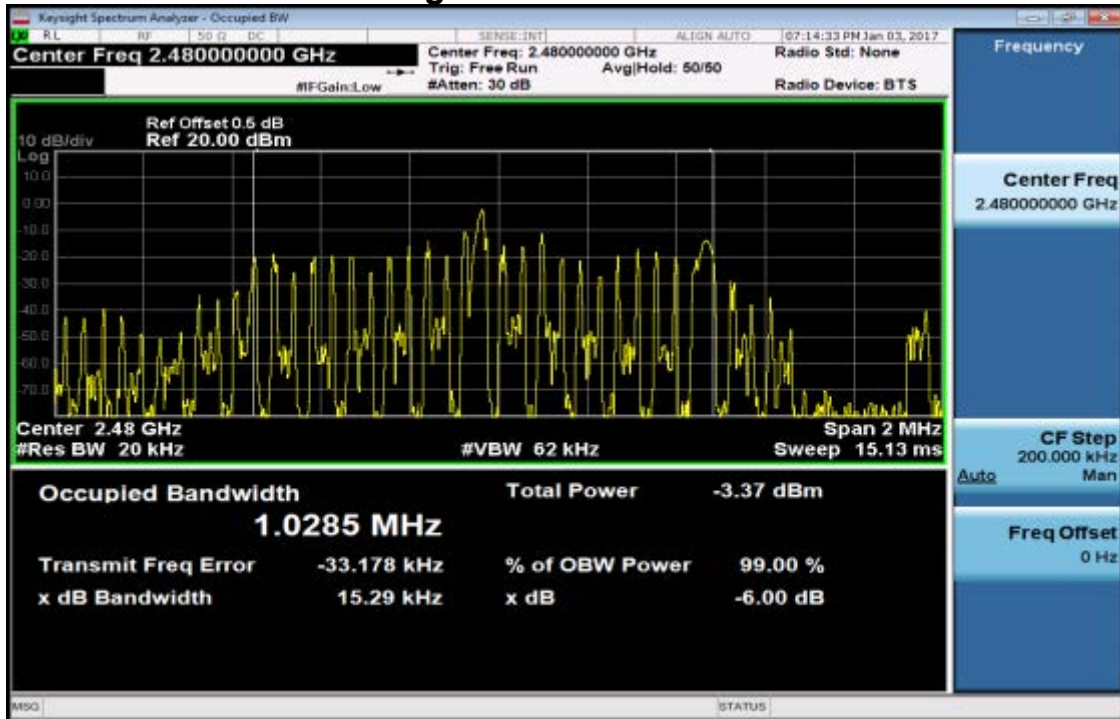 Keysight Spectrum Analyzer - Occupied BW
RL RF 50 Ω DC SENSE:INT ALIGN AUTO 07:14:33 PM Jan 03, 2017
Center Freq 2.480000000 GHz
Center Freq: 2.480000000 GHz
Radio Std: None
Trig: Free Run Avg|Hold: 50/50
#IFGain:Low
#Atten: 30 dB
Radio Device: BTS
Ref Offset 0.5 dB
10 dB/div Ref 20.00 dBm
Log
10.0
0.00
-10.0
-20.0
-30.0
-40.0
-50.0
-60.0
-70.0
Center 2.48 GHz Span 2 MHz
#Res BW 20 kHz #VBW 62 kHz Sweep 15.13 ms
Occupied Bandwidth Total Power -3.37 dBm
1.0285 MHz
Transmit Freq Error -33.178 kHz % of OBW Power 99.00 %
x dB Bandwidth 15.29 kHz x dB -6.00 dB
MSG STATUS
Frequency
Center Freq
2.480000000 GHz
CF Step
200.000 kHz
Auto Man
Freq Offset
0 Hz